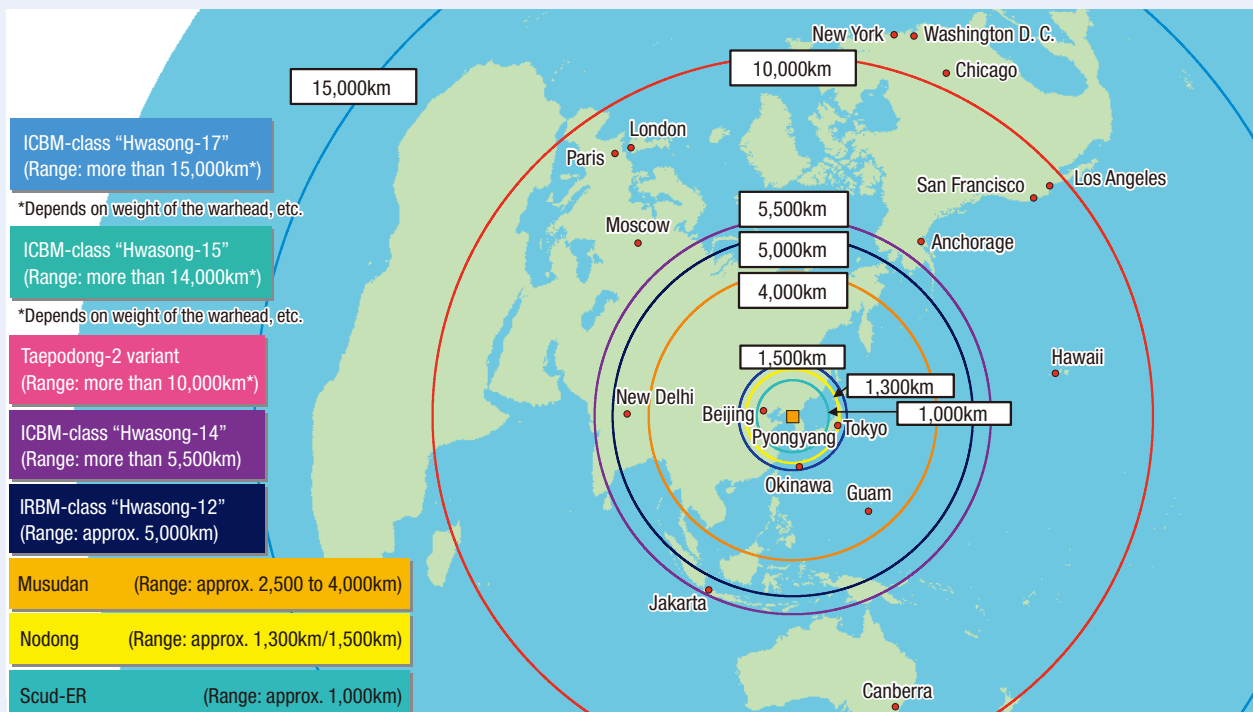 New York
Washington D. C.
10,000km
Chicago
15,000km
London
Paris
ICBM-class “Hwasong-17”
(Range: more than 15,000km*)
*Depends on weight of the warhead, etc.
San Francisco
Los Angeles
5,500km
Moscow
Anchorage
5,000km
ICBM-class “Hwasong-15”
(Range: more than 14,000km*)
*Depends on weight of the warhead, etc.
4,000km
Taepodong-2 variant
(Range: more than 10,000km*)
1,500km
Hawaii
1,300km
New Delhi
Beijing
1,000km
Pyongyang
Tokyo
ICBM-class “Hwasong-14”
(Range: more than 5,500km)
Okinawa
Guam
IRBM-class “Hwasong-12”
(Range: approx. 5,000km)
Musudan (Range: approx. 2,500 to 4,000km)
Jakarta
Nodong (Range: approx. 1,300km/1,500km)
Scud-ER (Range: approx. 1,000km)
Canberra